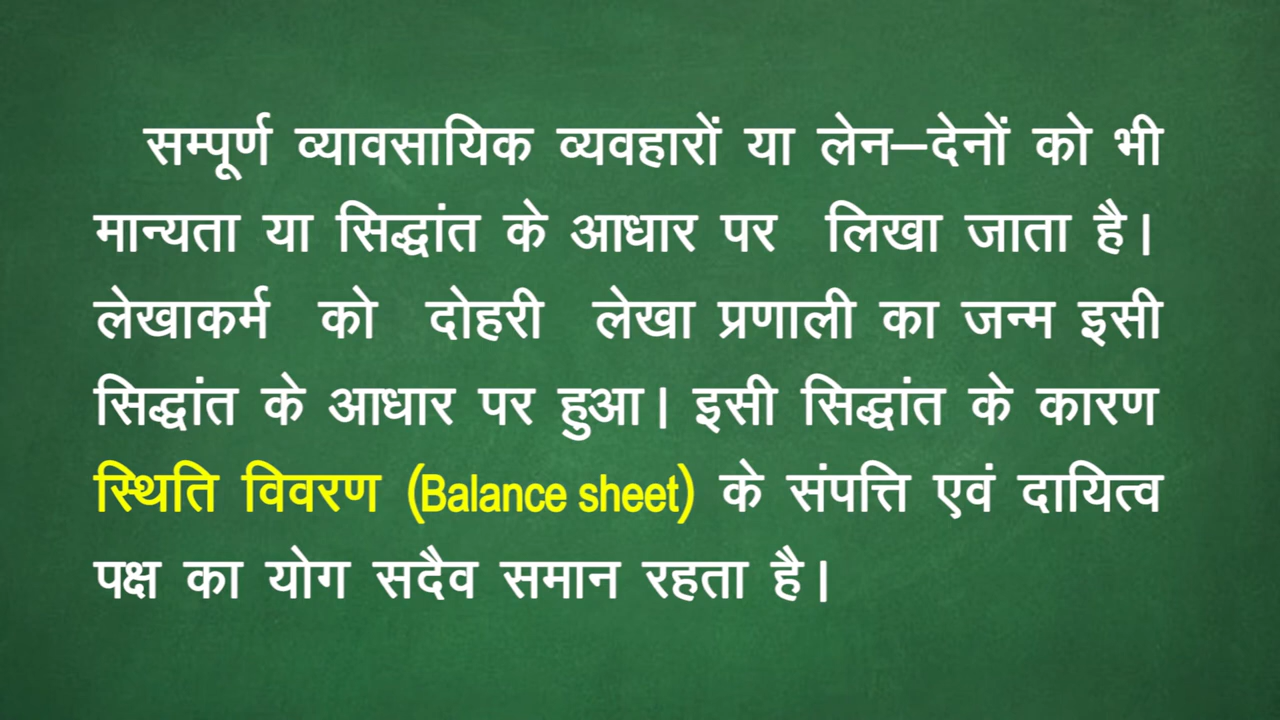 सम्पूर्ण व्यावसायिक व्यवहारों या लेन–देनों को भी
मान्यता या सिद्धांत के आधार पर लिखा जाता है।
लेखाकर्म को दोहरी लेखा प्रणाली का जन्म इसी
सिद्धांत के आधार पर हुआ। इसी सिद्धांत के कारण
स्थिति विवरण (Balance sheet) के संपत्ति एवं दायित्व
पक्ष का योग सदैव समान रहता है।